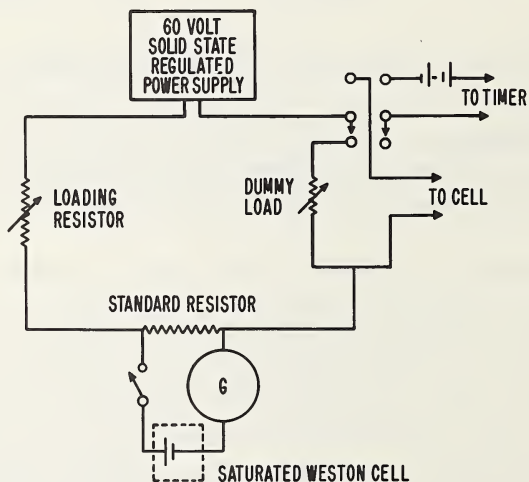 60 VOLT
SOLID STATE
REGULATED
POWER SUPPLY
TO TIMER
LOADING
RESISTOR
DUMMY
LOAD
TO CELL
STANDARD RESISTOR
G
SATURATED WESTON CELL